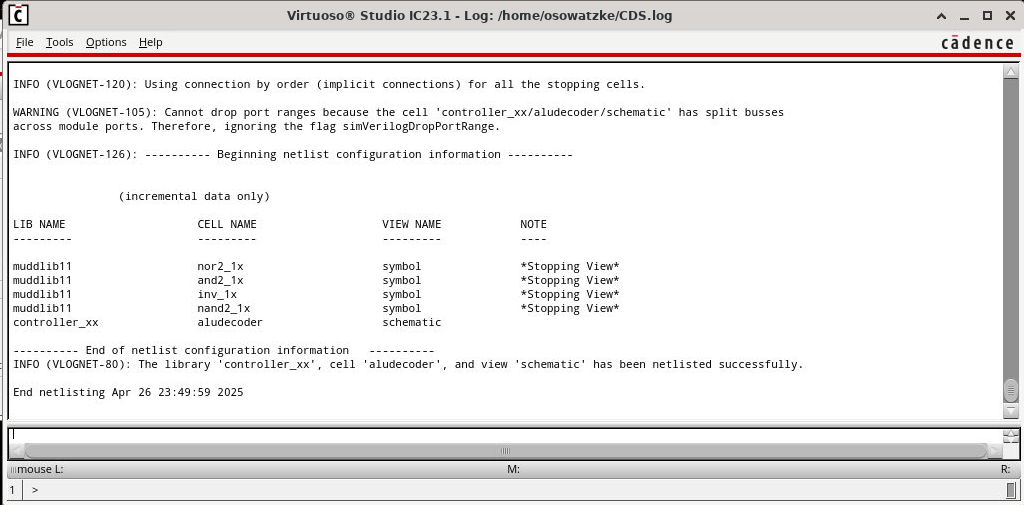 Virtuoso® Studio IC23.1 - Log: /home/osowatzke/CDS.log
File Tools Options Help
cādence
INFO (VLOGNET-120): Using connection by order (implicit connections) for all the stopping cells.
WARNING (VLOGNET-105): Cannot drop port ranges because the cell 'controller_xx/aludecoder/schematic' has split busses
across module ports. Therefore, ignoring the flag simVerilogDropPortRange.
INFO (VLOGNET-126): ---------- Beginning netlist configuration information ----------
(incremental data only)
LIB NAME CELL NAME VIEW NAME NOTE
--------- --------- --------- ----
muddlib11 nor2_1x symbol *Stopping View*
muddlib11 and2_1x symbol *Stopping View*
muddlib11 inv_1x symbol *Stopping View*
muddlib11 nand2_1x symbol *Stopping View*
controller_xx aludecoder schematic
---------- End of netlist configuration information ----------
INFO (VLOGNET-80): The library 'controller_xx', cell 'aludecoder', and view 'schematic' has been netlisted successfully.
End netlisting Apr 26 23:49:59 2025
mouse L: M: R:
1 >